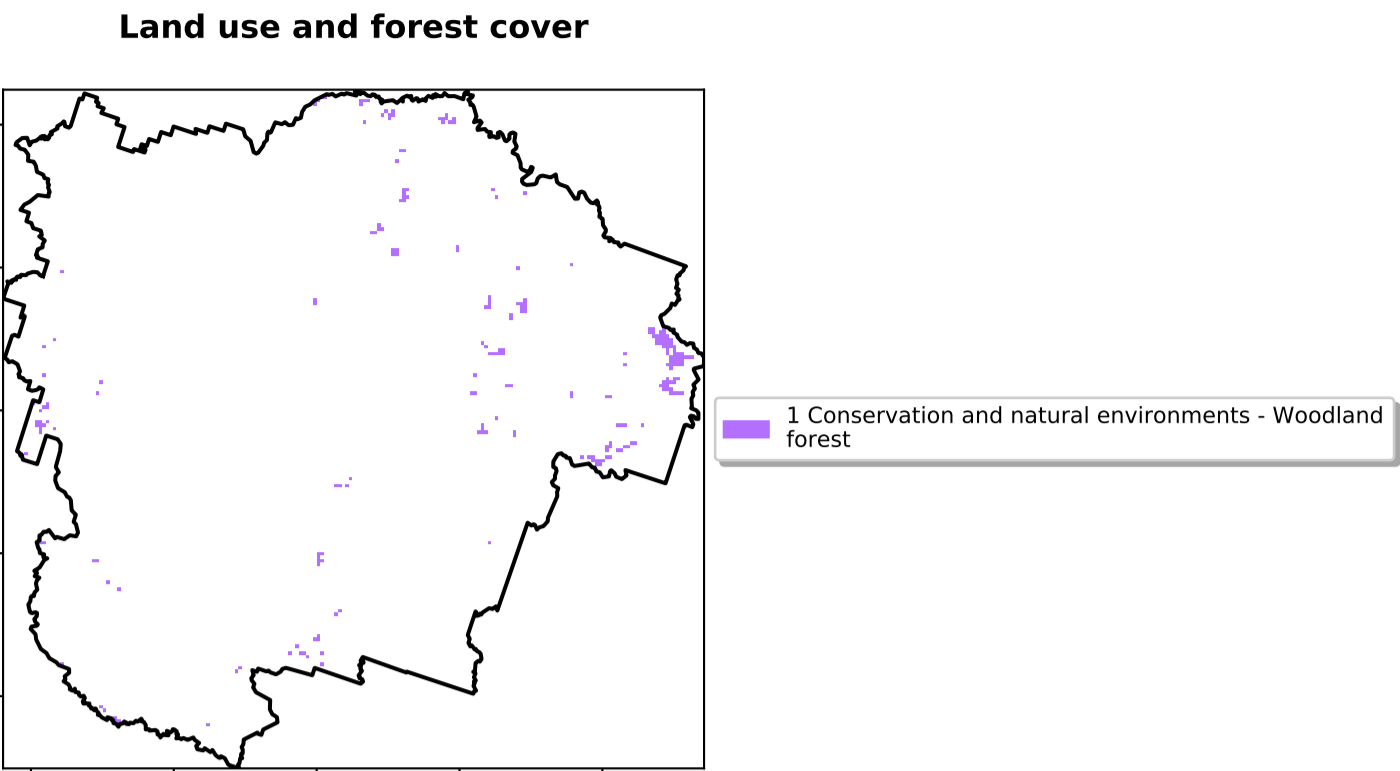 Land use and forest cover
1 Conservation and natural environments - Woodland
forest